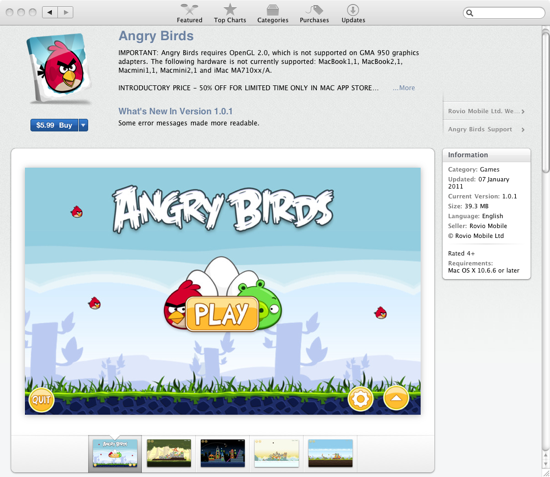 Featured Top Charts Categories Purchases Updates
Angry Birds
IMPORTANT: Angry Birds requires OpenGL 2.0, which is not supported on GMA 950 graphics
adapters. The following hardware is not currently supported: MacBook1,1, MacBook2,1,
Macmini1,1, Macmini2,1 and iMac MA710xx/A.
INTRODUCTORY PRICE - 50% OFF FOR LIMITED TIME ONLY IN MAC APP STORE... ...More
$5.99 Buy
What's New In Version 1.0.1
Some error messages made more readable.
Rovio Mobile Ltd. We...
Angry Birds Support
ANGRY BIRDS
PLAY
QUIT
Information
Category: Games
Updated: 07 January
2011
Current Version: 1.0.1
Size: 39.3 MB
Language: English
Seller: Rovio Mobile
© Rovio Mobile Ltd
Rated 4+
Requirements:
Mac OS X 10.6.6 or later